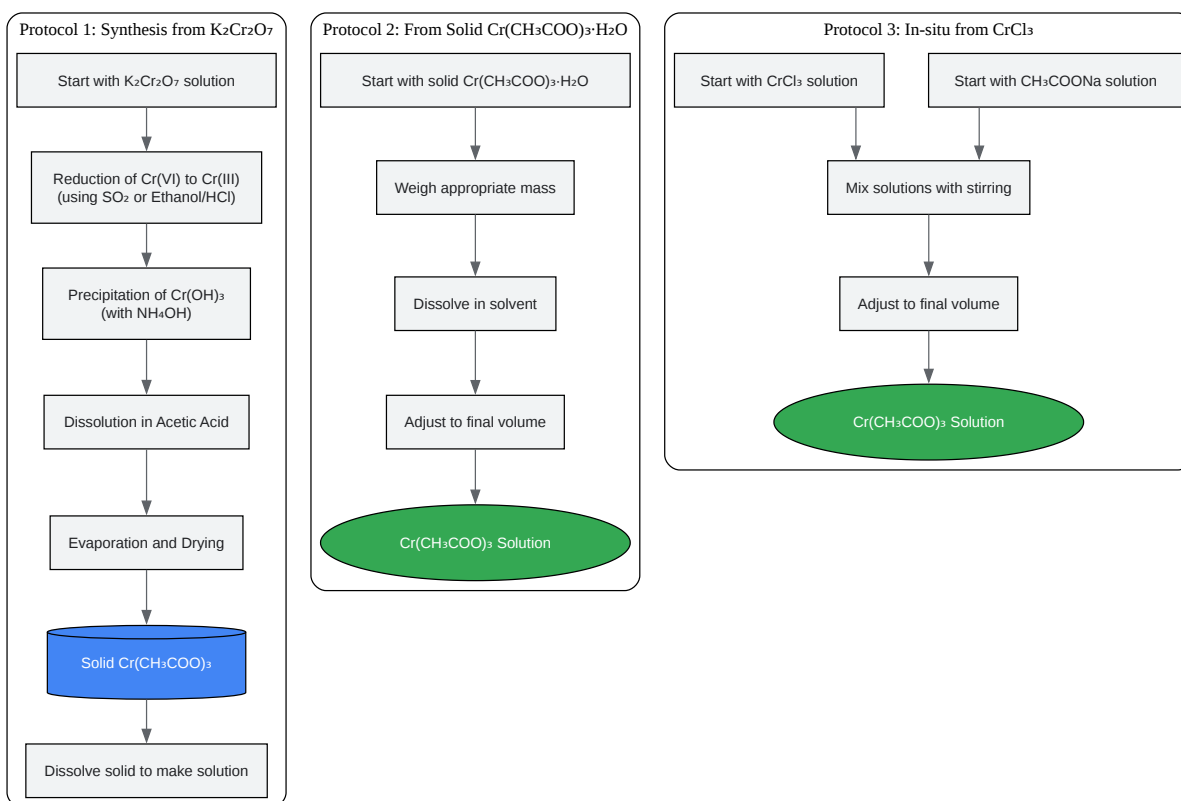 Protocol 1: Synthesis from K₂Cr₂O₇
Start with K₂Cr₂O₇ solution
Reduction of Cr(VI) to Cr(III)
(using SO₂ or Ethanol/HCl)
Precipitation of Cr(OH)₃
(with NH₄OH)
Dissolution in Acetic Acid
Evaporation and Drying
Solid Cr(CH₃COO)₃
Dissolve solid to make solution
Protocol 2: From Solid Cr(CH₃COO)₃·H₂O
Start with solid Cr(CH₃COO)₃·H₂O
Weigh appropriate mass
Dissolve in solvent
Adjust to final volume
Cr(CH₃COO)₃ Solution
Protocol 3: In-situ from CrCl₃
Start with CrCl₃ solution
Start with CH₃COONa solution
Mix solutions with stirring
Adjust to final volume
Cr(CH₃COO)₃ Solution